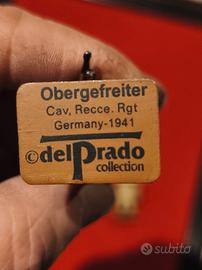 Obergefreiter
Cav, Recce. Rgt
Germany-1941
©delPrado
collection
subito